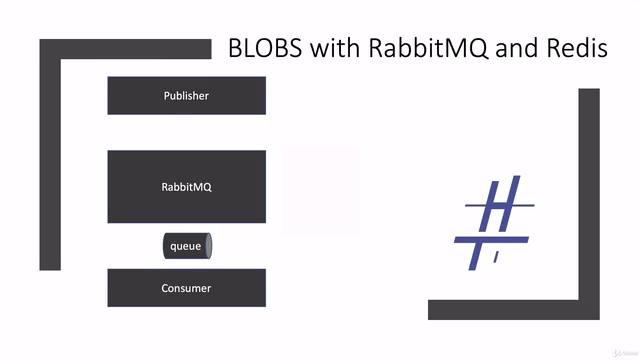 BLOBS with RabbitMQ and Redis
Publisher
RabbitMQ
queue
Consumer